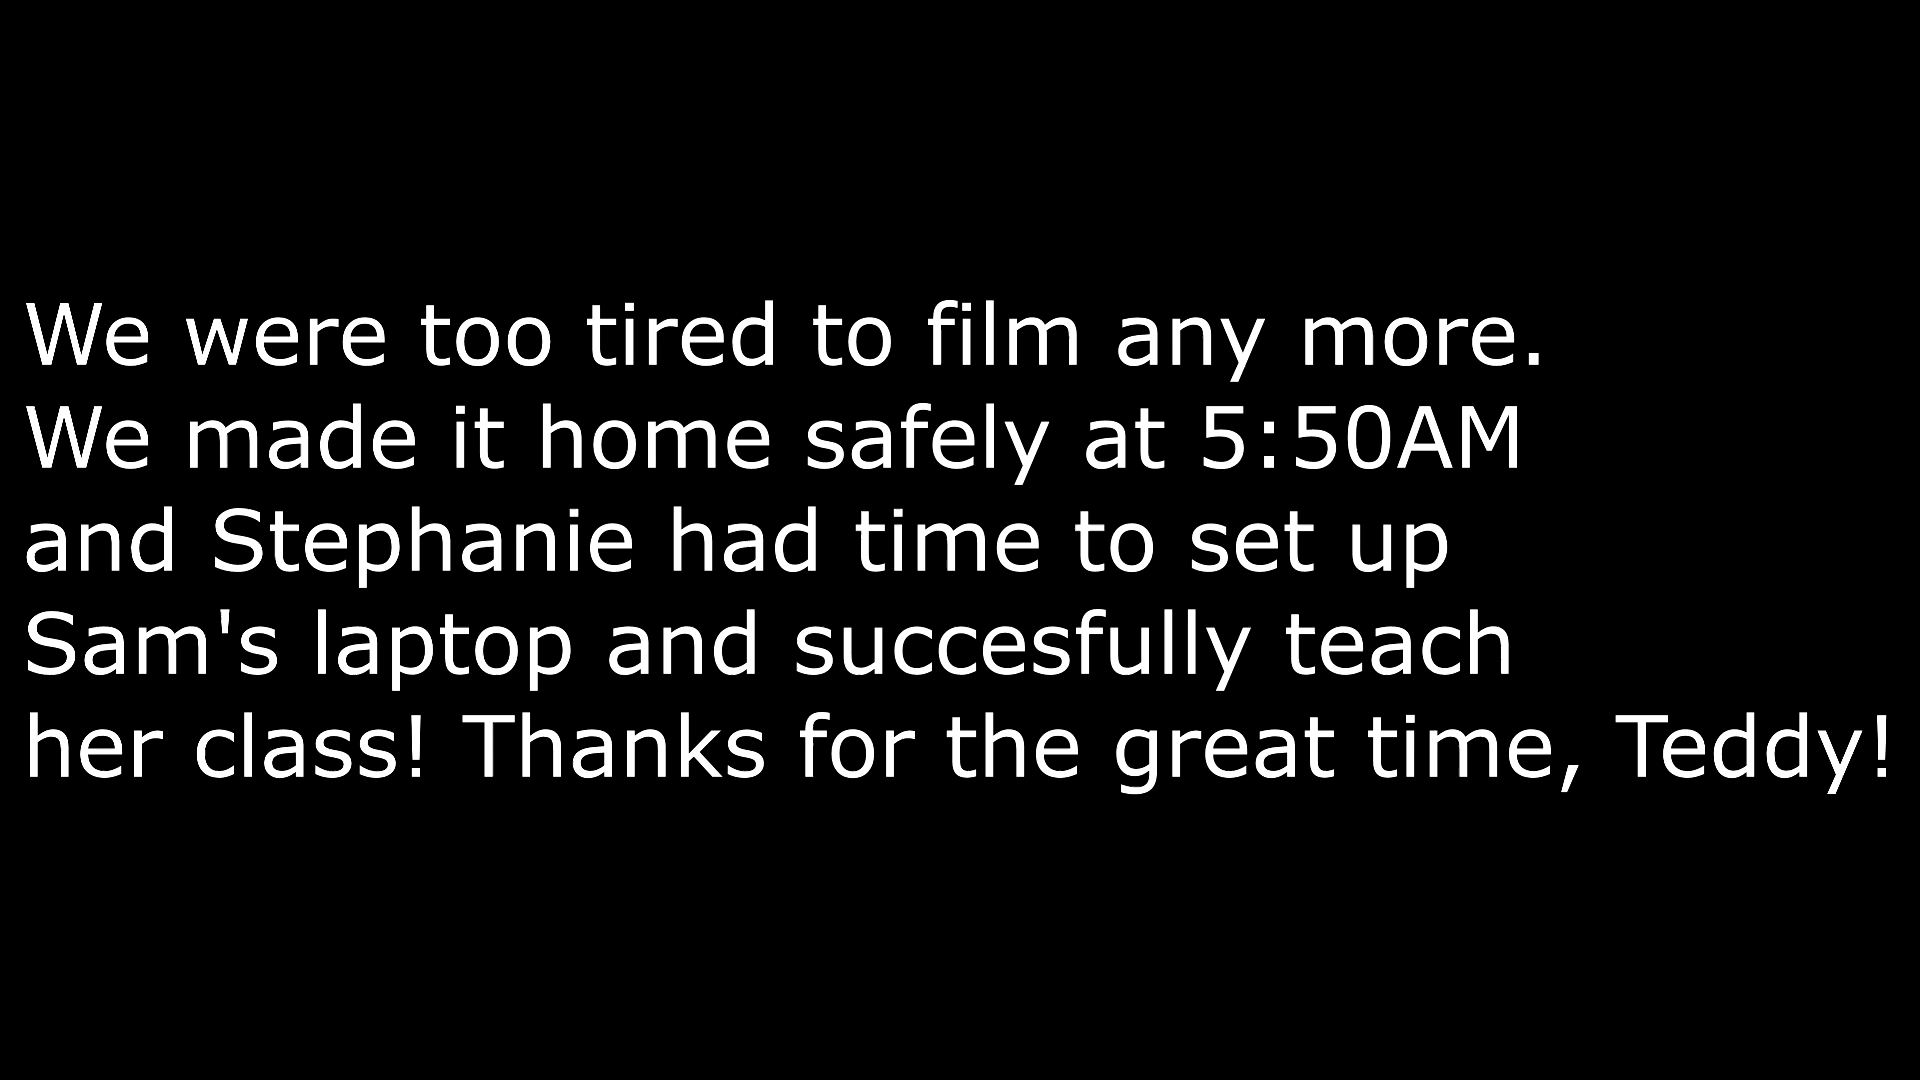 We were too tired to film any more.
We made it home safely at 5:50AM
and Stephanie had time to set up
Sam's laptop and succesfully teach
her class! Thanks for the great time, Teddy!